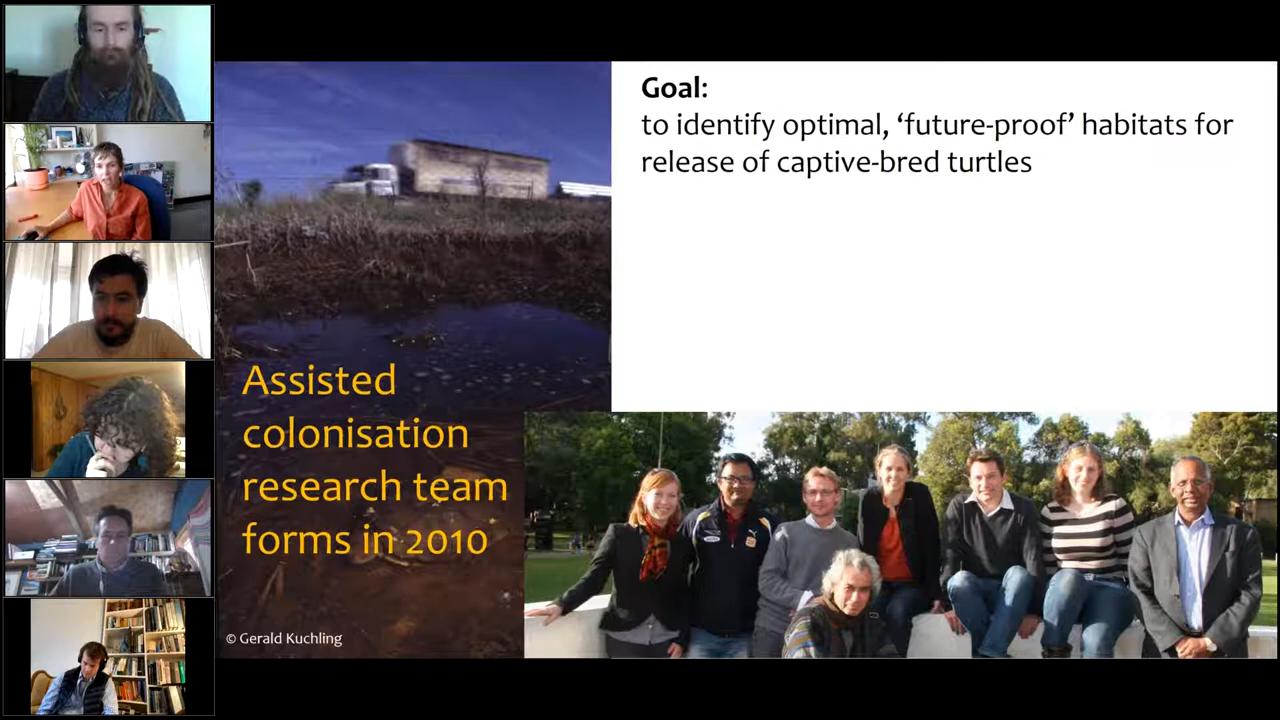 Goal:
to identify optimal, ‘future-proof’ habitats for
release of captive-bred turtles
Assisted
colonisation
research team
forms in 2010
© Gerald Kuchling